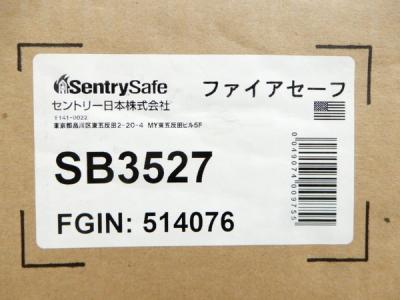 SentrySafe ファイアセーフ
セントリー日本株式会社
〒141-0022
東京都品川区東五反田2-20-4 MY東五反田ビル5F
SB3527
FGIN: 514076
0049074009755